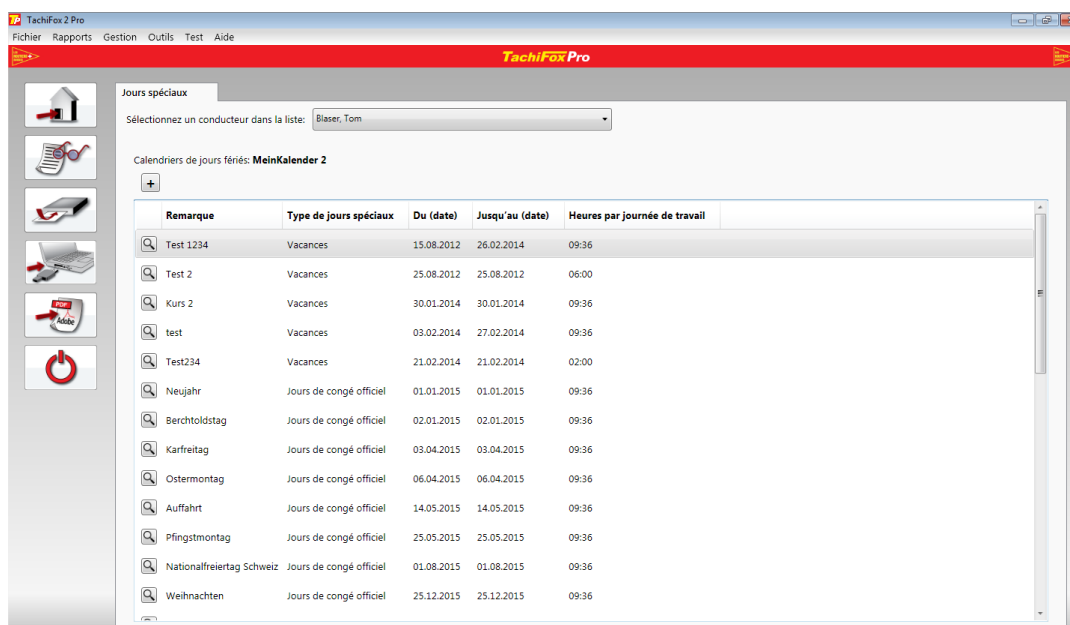 TachiFox 2 Pro
Fichier Rapports Gestion Outils Test Aide
TachiFox Pro
Jours spéciaux
Sélectionnez un conducteur dans la liste: Blaser, Tom
Calendriers de jours fériés: MeinKalender 2
+
Remarque Type de jours spéciaux Du (date) Jusqu'au (date) Heures par journée de travail
Test 1234 Vacances 15.08.2012 26.02.2014 09:36
Test 2 Vacances 25.08.2012 25.08.2012 06:00
Kurs 2 Vacances 30.01.2014 30.01.2014 09:36
test Vacances 03.02.2014 27.02.2014 09:36
Test234 Vacances 21.02.2014 21.02.2014 02:00
Neujahr Jours de congé officiel 01.01.2015 01.01.2015 09:36
Berchtoldstag Jours de congé officiel 02.01.2015 02.01.2015 09:36
Karfreitag Jours de congé officiel 03.04.2015 03.04.2015 09:36
Ostermontag Jours de congé officiel 06.04.2015 06.04.2015 09:36
Auffahrt Jours de congé officiel 14.05.2015 14.05.2015 09:36
Pfingstmontag Jours de congé officiel 25.05.2015 25.05.2015 09:36
Nationalfreiertag Schweiz Jours de congé officiel 01.08.2015 01.08.2015 09:36
Weihnachten Jours de congé officiel 25.12.2015 25.12.2015 09:36
PDF
Adobe